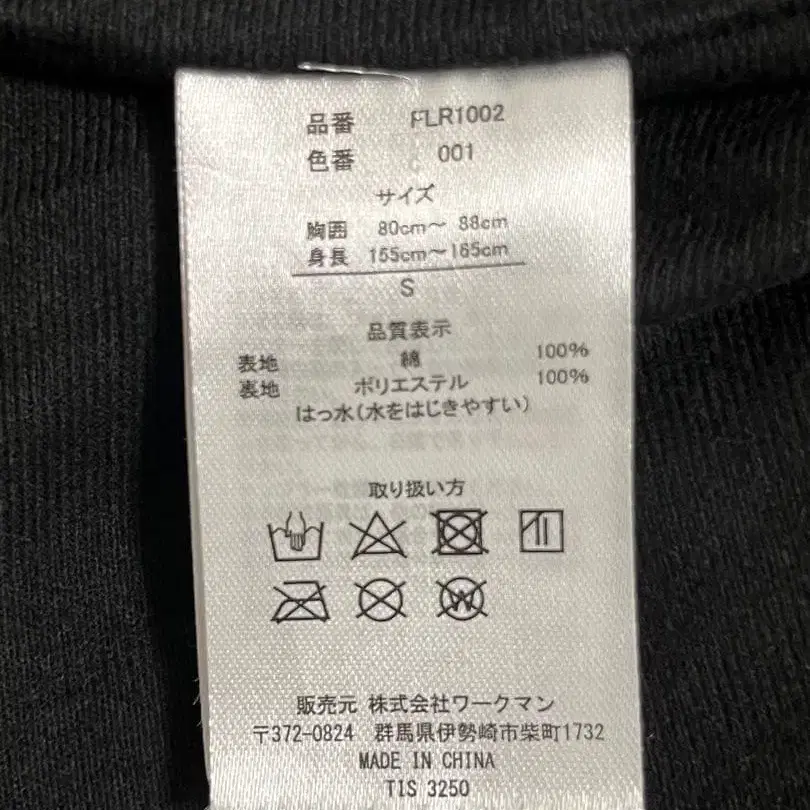 品番 FLR1002
色番 001
サイズ
胸囲 80cm～ 88cm
身長 155cm～165cm
S
品質表示
表地 綿 100%
裏地 ポリエステル 100%
はっ水(水をはじきやすい)
取り扱い方
W
販売元 株式会社ワークマン
〒372-0824 群馬県伊勢崎市柴町1732
MADE IN CHINA
TIS 3250